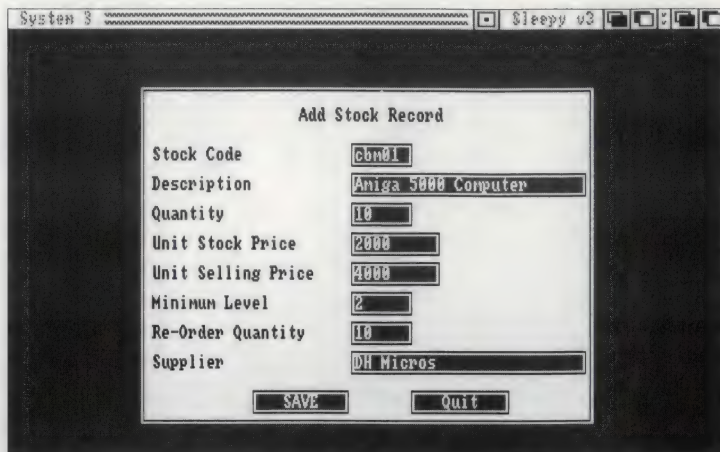 System 3 Sleepy v3
Add Stock Record
Stock Code cbm01
Description Amiga 5000 Computer
Quantity 10
Unit Stock Price 2000
Unit Selling Price 4000
Minimum Level 2
Re-Order Quantity 10
Supplier DH Micros
SAVE Quit